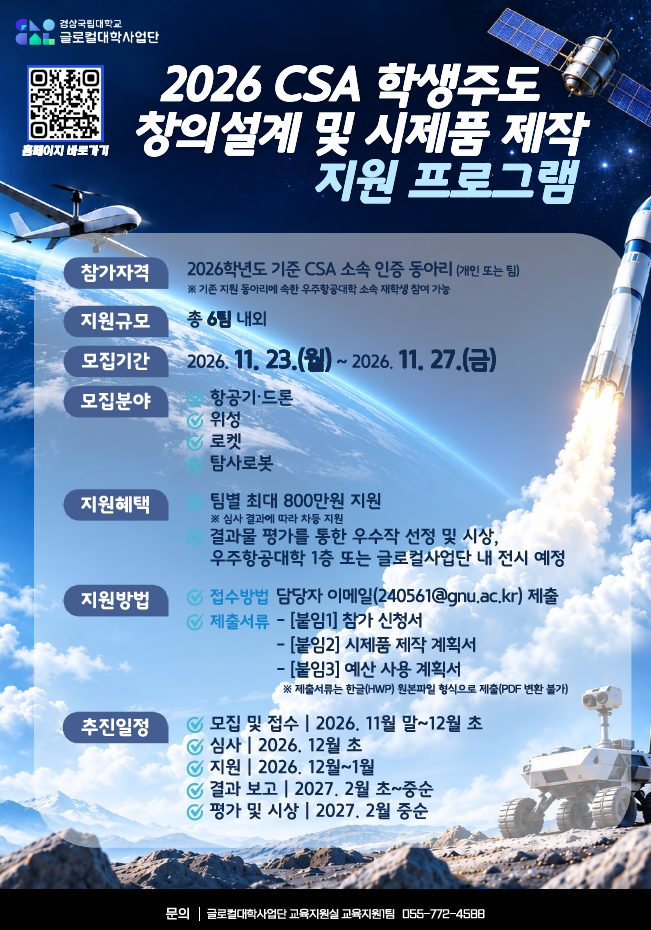 경상국립대학교
글로컬대학사업단
홈페이지 바로가기
2026 CSA 학생주도
창의설계 및 시제품 제작
지원 프로그램
참가자격 2026학년도 기준 CSA 소속 인증 동아리 (개인 또는 팀)
※ 기존 지원 동아리에 속한 우주항공대학 소속 재학생 참여 가능
지원규모 총 6팀 내외
모집기간 2026. 11. 23.(월) ~ 2026. 11. 27.(금)
모집분야 항공기·드론
위성
로켓
탐사로봇
지원혜택 팀별 최대 800만원 지원
※ 심사 결과에 따라 차등 지원
결과물 평가를 통한 우수작 선정 및 시상,
우주항공대학 1층 또는 글로컬사업단 내 전시 예정
지원방법 접수방법 담당자 이메일(240561@gnu.ac.kr) 제출
제출서류 - [붙임1] 참가 신청서
- [붙임2] 시제품 제작 계획서
- [붙임3] 예산 사용 계획서
※ 제출서류는 한글(HWP) 원본파일 형식으로 제출(PDF 변환 불가)
추진일정 모집 및 접수 | 2026. 11월 말~12월 초
심사 | 2026. 12월 초
지원 | 2026. 12월~1월
결과 보고 | 2027. 2월 초~중순
평가 및 시상 | 2027. 2월 중순
문의 | 글로컬대학사업단 교육지원실 교육지원1팀 055-772-4588